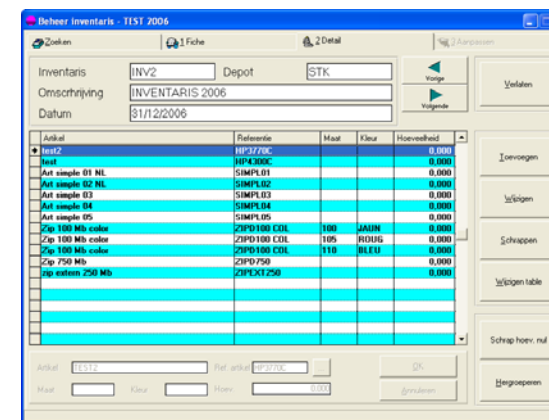 Beheer inventaris - TEST 2006
Zoeken 1 Fiche 2 Detail 3 Aanpassen
Inventaris INV2 Depot STK
Omschrijving INVENTARIS 2006
Datum 31/12/2006
Vorige
Volgende
Verlaten
Artikel Referentie Maat Kleur Hoeveelheid
test2 HP3770C 0,000
test HP4300C 0,000
Art simple 01 NL SIMPL01 0,000
Art simple 02 NL SIMPL02 0,000
Art simple 03 SIMPL03 0,000
Art simple 04 SIMPL04 0,000
Art simple 05 SIMPL05 0,000
Zip 100 Mb color ZIPD100 COL 100 JAUN 0,000
Zip 100 Mb color ZIPD100 COL 105 ROUG 0,000
Zip 100 Mb color ZIPD100 COL 110 BLEU 0,000
Zip 750 Mb ZIPD750 0,000
zip extern 250 Mb ZIPEXT250 0,000
Toevoegen
Wijzigen
Schrappen
Wijzigen table
Schrap hoev. nul
Hergroeperen
Artikel TEST2 Ref. artikel HP3770C ... OK
Maat Kleur Hoev. 0.000 Annuleren